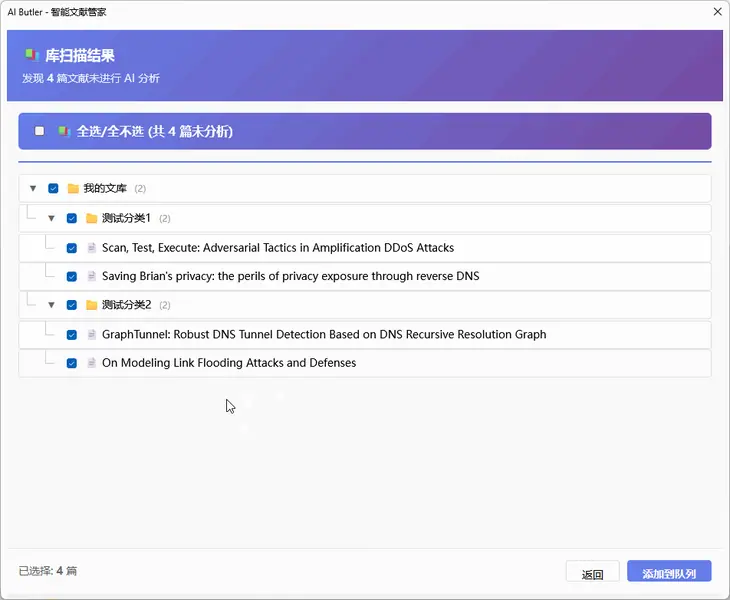 AI Butler - 智能文献管家
库扫描结果
发现 4 篇文献未进行 AI 分析
全选/全不选 (共 4 篇未分析)
我的文库 (2)
测试分类1 (2)
Scan, Test, Execute: Adversarial Tactics in Amplification DDoS Attacks
Saving Brian's privacy: the perils of privacy exposure through reverse DNS
测试分类2 (2)
GraphTunnel: Robust DNS Tunnel Detection Based on DNS Recursive Resolution Graph
On Modeling Link Flooding Attacks and Defenses
已选择: 4 篇
返回
添加到队列